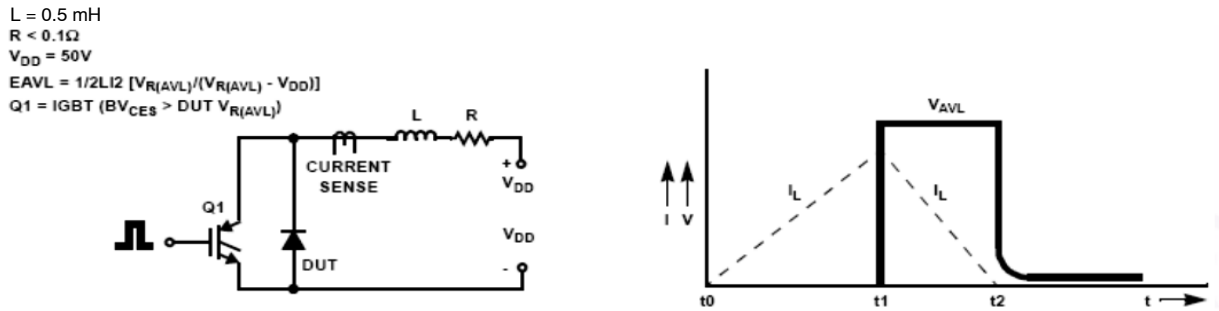 L = 0.5 mH
R < 0.1Ω
VDD = 50V
EAVL = 1/2LI2 [VR(AVL)/(VR(AVL) - VDD)]
Q1 = IGBT (BVCES > DUT VR(AVL))
L R
CURRENT
SENSE
+
VDD
Q1
VDD
DUT
-
VAVL
IL
IL
I V
t0 t1 t2 t